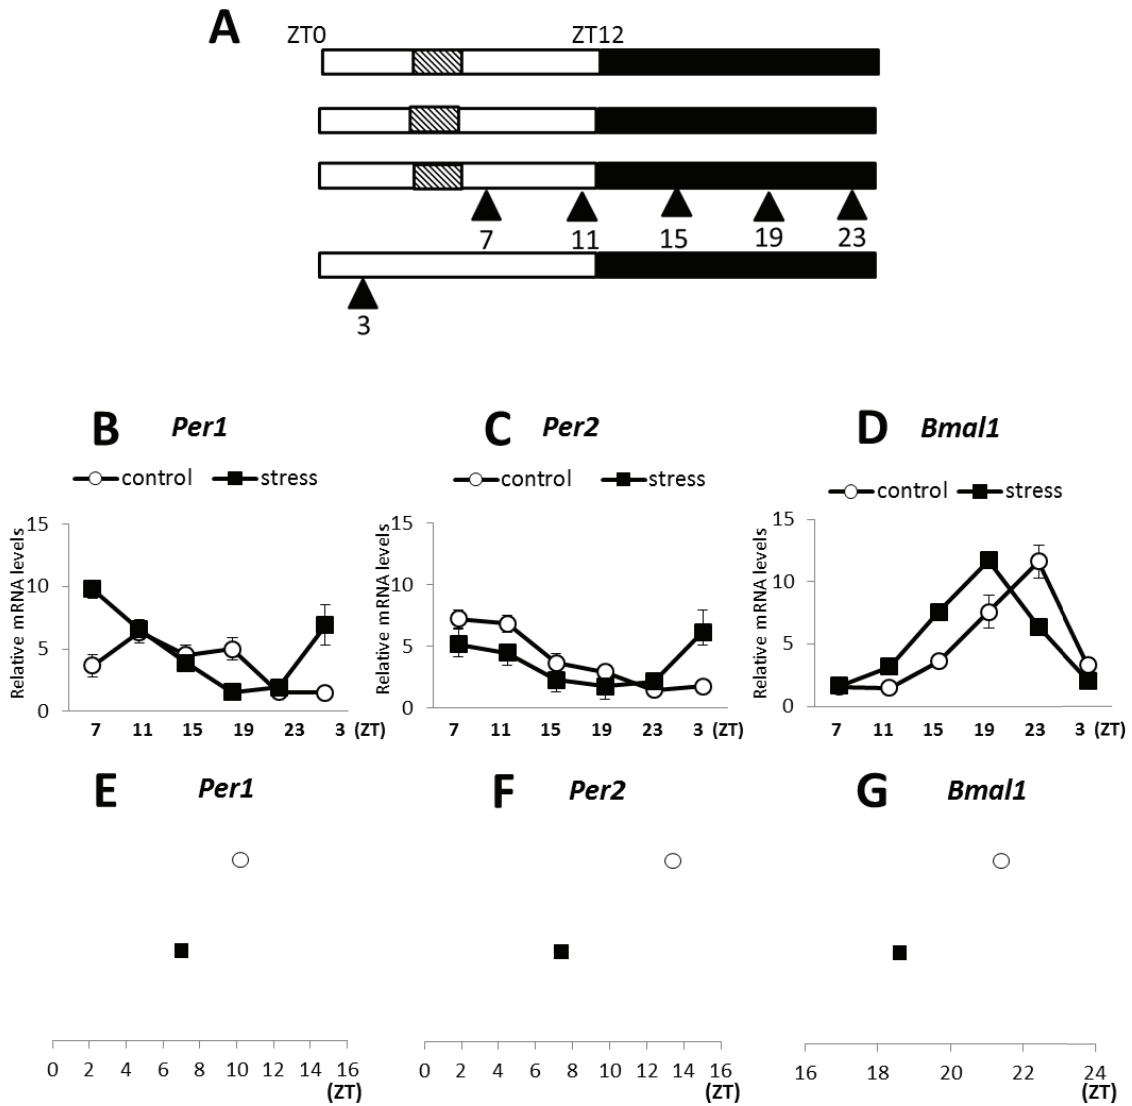 A
ZT0
ZT12
7
11
15
19
23
3
B
Per1
control
stress
Relative mRNA levels
15
10
5
0
7 11 15 19 23 3 (ZT)
C
Per2
control
stress
Relative mRNA levels
15
10
5
0
7 11 15 19 23 3 (ZT)
D
Bmal1
control
stress
Relative mRNA levels
15
10
5
0
7 11 15 19 23 3 (ZT)
E
Per1
0 2 4 6 8 10 12 14 16
(ZT)
F
Per2
0 2 4 6 8 10 12 14 16
(ZT)
G
Bmal1
16 18 20 22 24
(ZT)